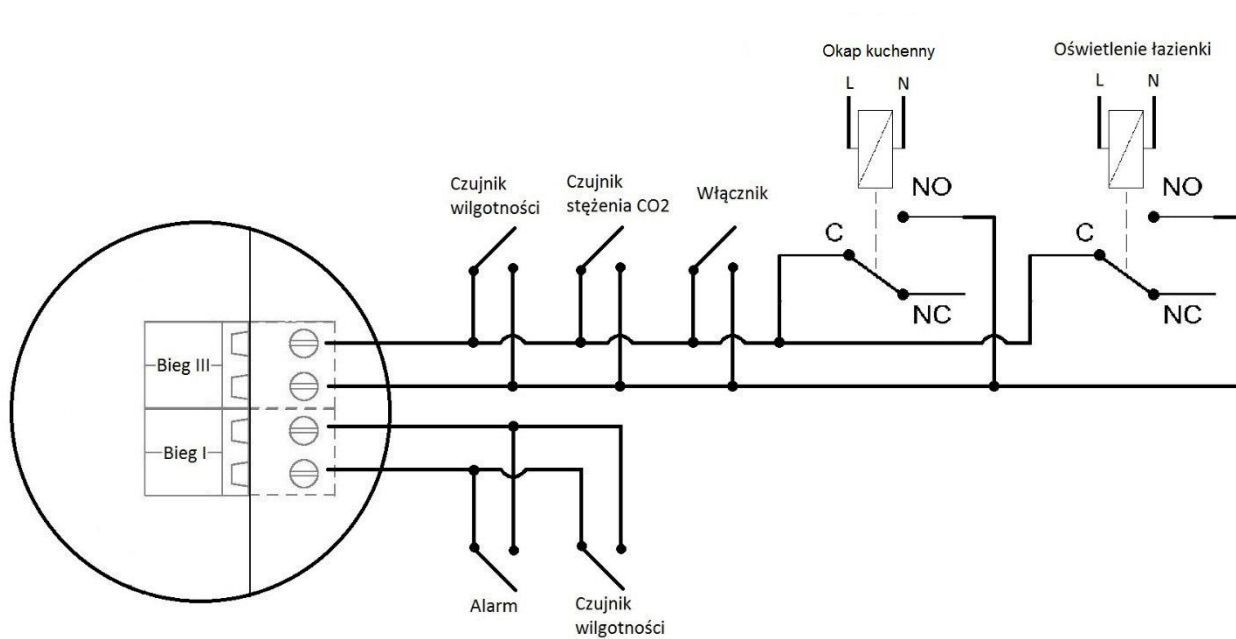 Okap kuchenny
Oświetlenie łazienki
L N
L N
Czujnik
wilgotności
Czujnik
stężenia CO2
Włącznik
NO
C
NC
NO
C
NC
Bieg III
Bieg I
Alarm
Czujnik
wilgotności